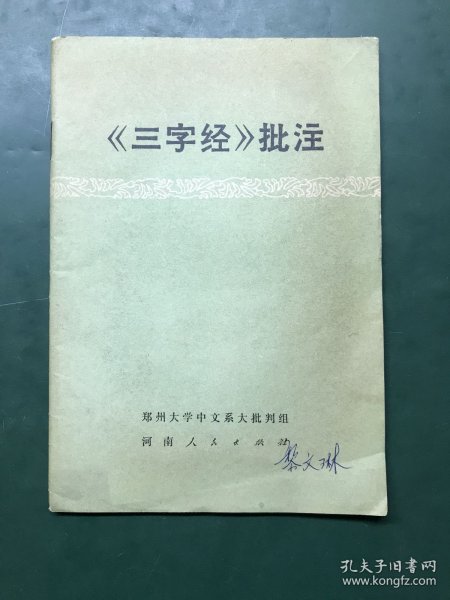 《三字经》批注
郑州大学中文系大批判组
河南人民出版社
黎文琳
孔夫子旧书网
www.kongfz.com